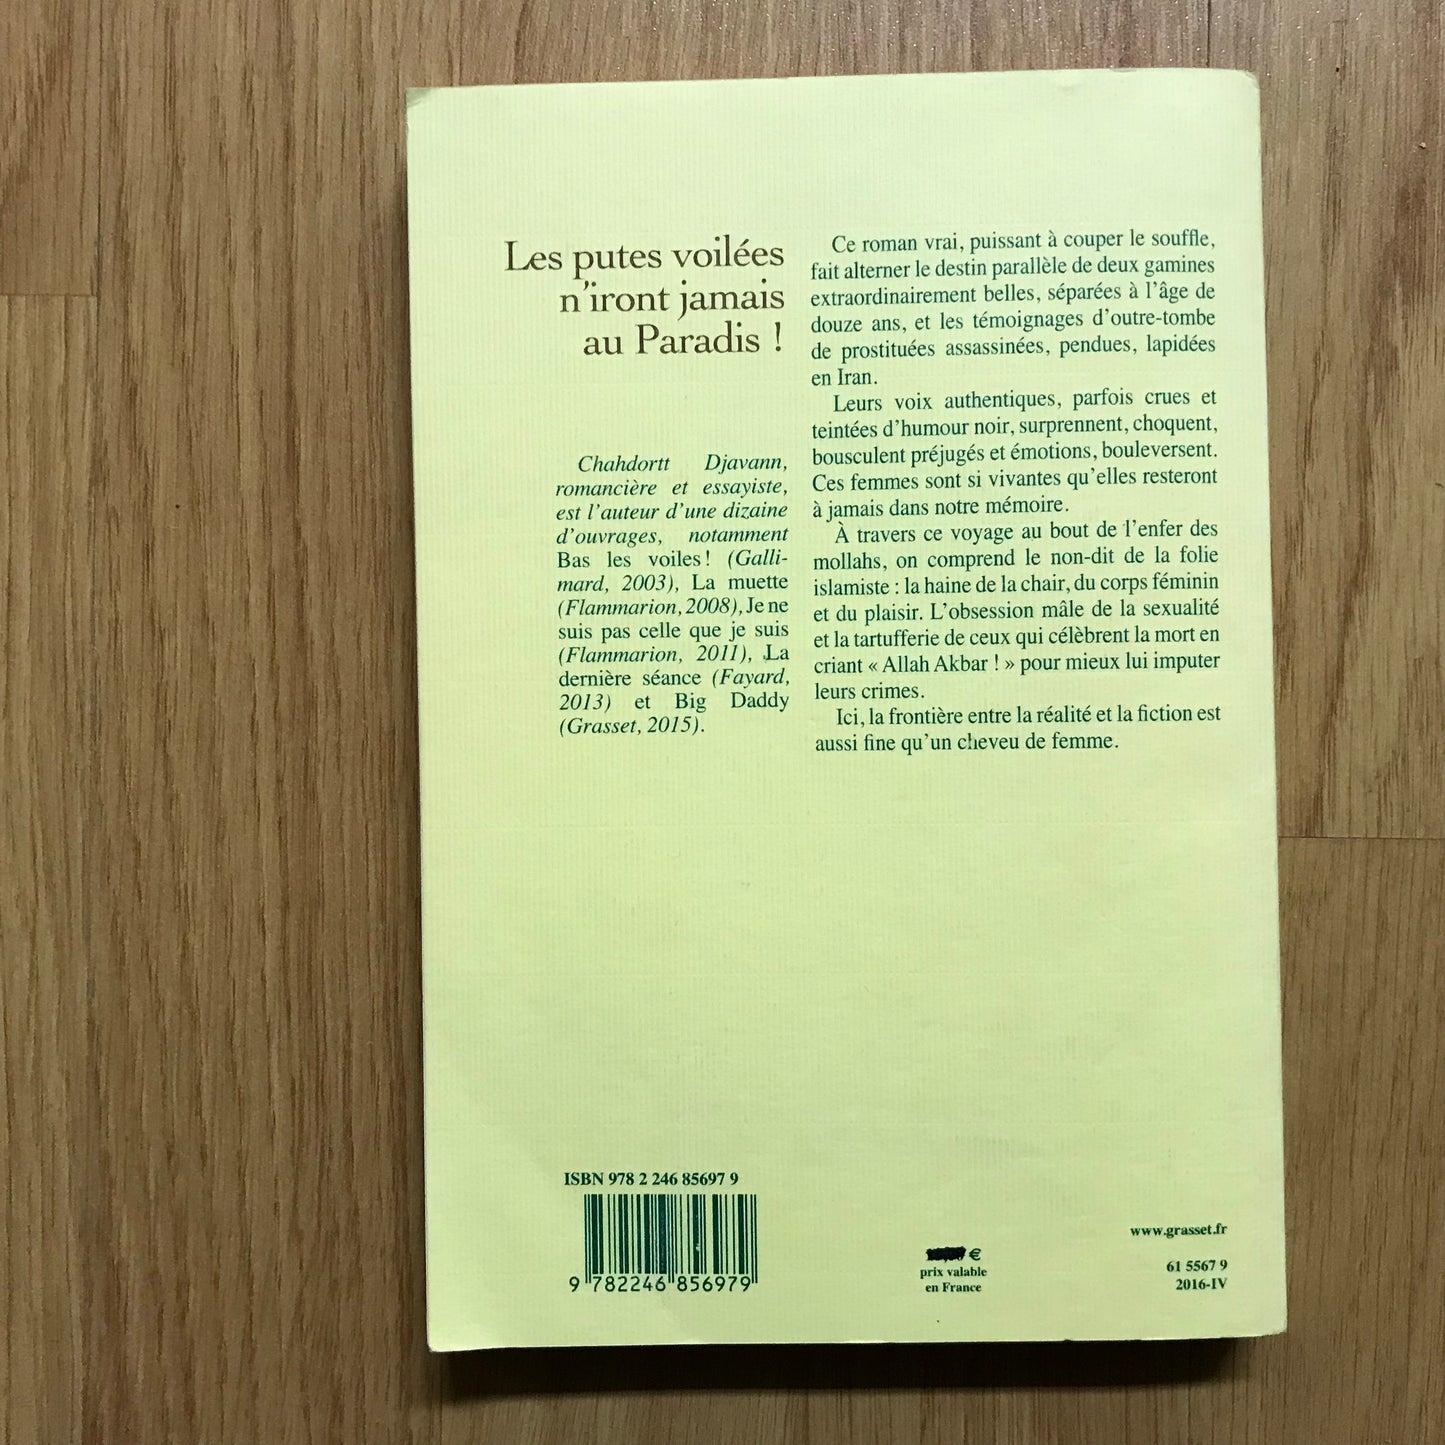 Les putes voilées
n'iront jamais
au Paradis !
Chahdortt Djavann,
romancière et essayiste,
est l'auteur d'une dizaine
d'ouvrages, notamment
Bas les voiles ! (Galli-
mard, 2003), La muette
(Flammarion, 2008), Je ne
suis pas celle que je suis
(Flammarion, 2011), La
dernière séance (Fayard,
2013) et Big Daddy
(Grasset, 2015).
Ce roman vrai, puissant à couper le souffle,
fait alterner le destin parallèle de deux gamines
extraordinairement belles, séparées à l'âge de
douze ans, et les témoignages d'outre-tombe
de prostituées assassinées, pendues, lapidées
en Iran.
Leurs voix authentiques, parfois crues et
teintées d'humour noir, surprennent, choquent,
bousculent préjugés et émotions, bouleversent.
Ces femmes sont si vivantes qu'elles resteront
à jamais dans notre mémoire.
À travers ce voyage au bout de l'enfer des
mollahs, on comprend le non-dit de la folie
islamiste : la haine de la chair, du corps féminin
et du plaisir. L'obsession mâle de la sexualité
et la tartufferie de ceux qui célèbrent la mort en
criant « Allah Akbar ! » pour mieux lui imputer
leurs crimes.
Ici, la frontière entre la réalité et la fiction est
aussi fine qu'un cheveu de femme.
ISBN 978 2 246 85697 9
9 782246 856979
€
prix valable
en France
www.grasset.fr
61 5567 9
2016-IV